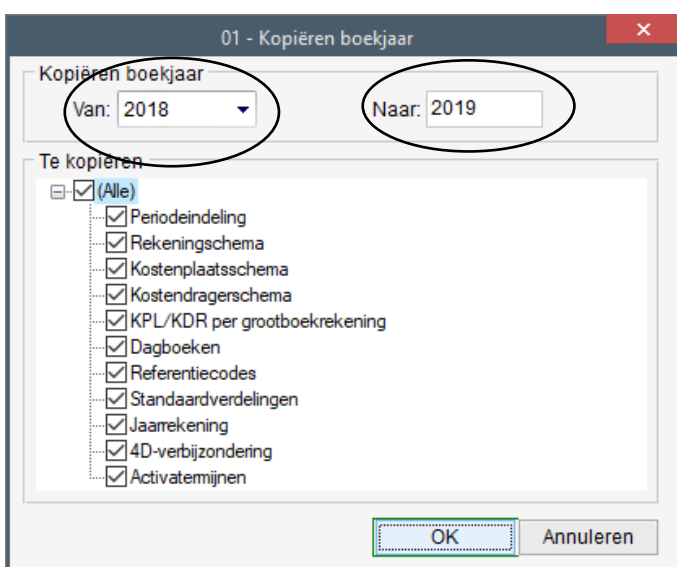 01 - Kopiëren boekjaar
Kopiëren boekjaar
Van: 2018 Naar: 2019
Te kopiëren
(Alle)
Periodeindeling
Rekeningschema
Kostenplaatsschema
Kostendragerschema
KPL/KDR per grootboekrekening
Dagboeken
Referentiecodes
Standaardverdelingen
Jaarrekening
4D-verbijzondering
Activatermijnen
OK Annuleren